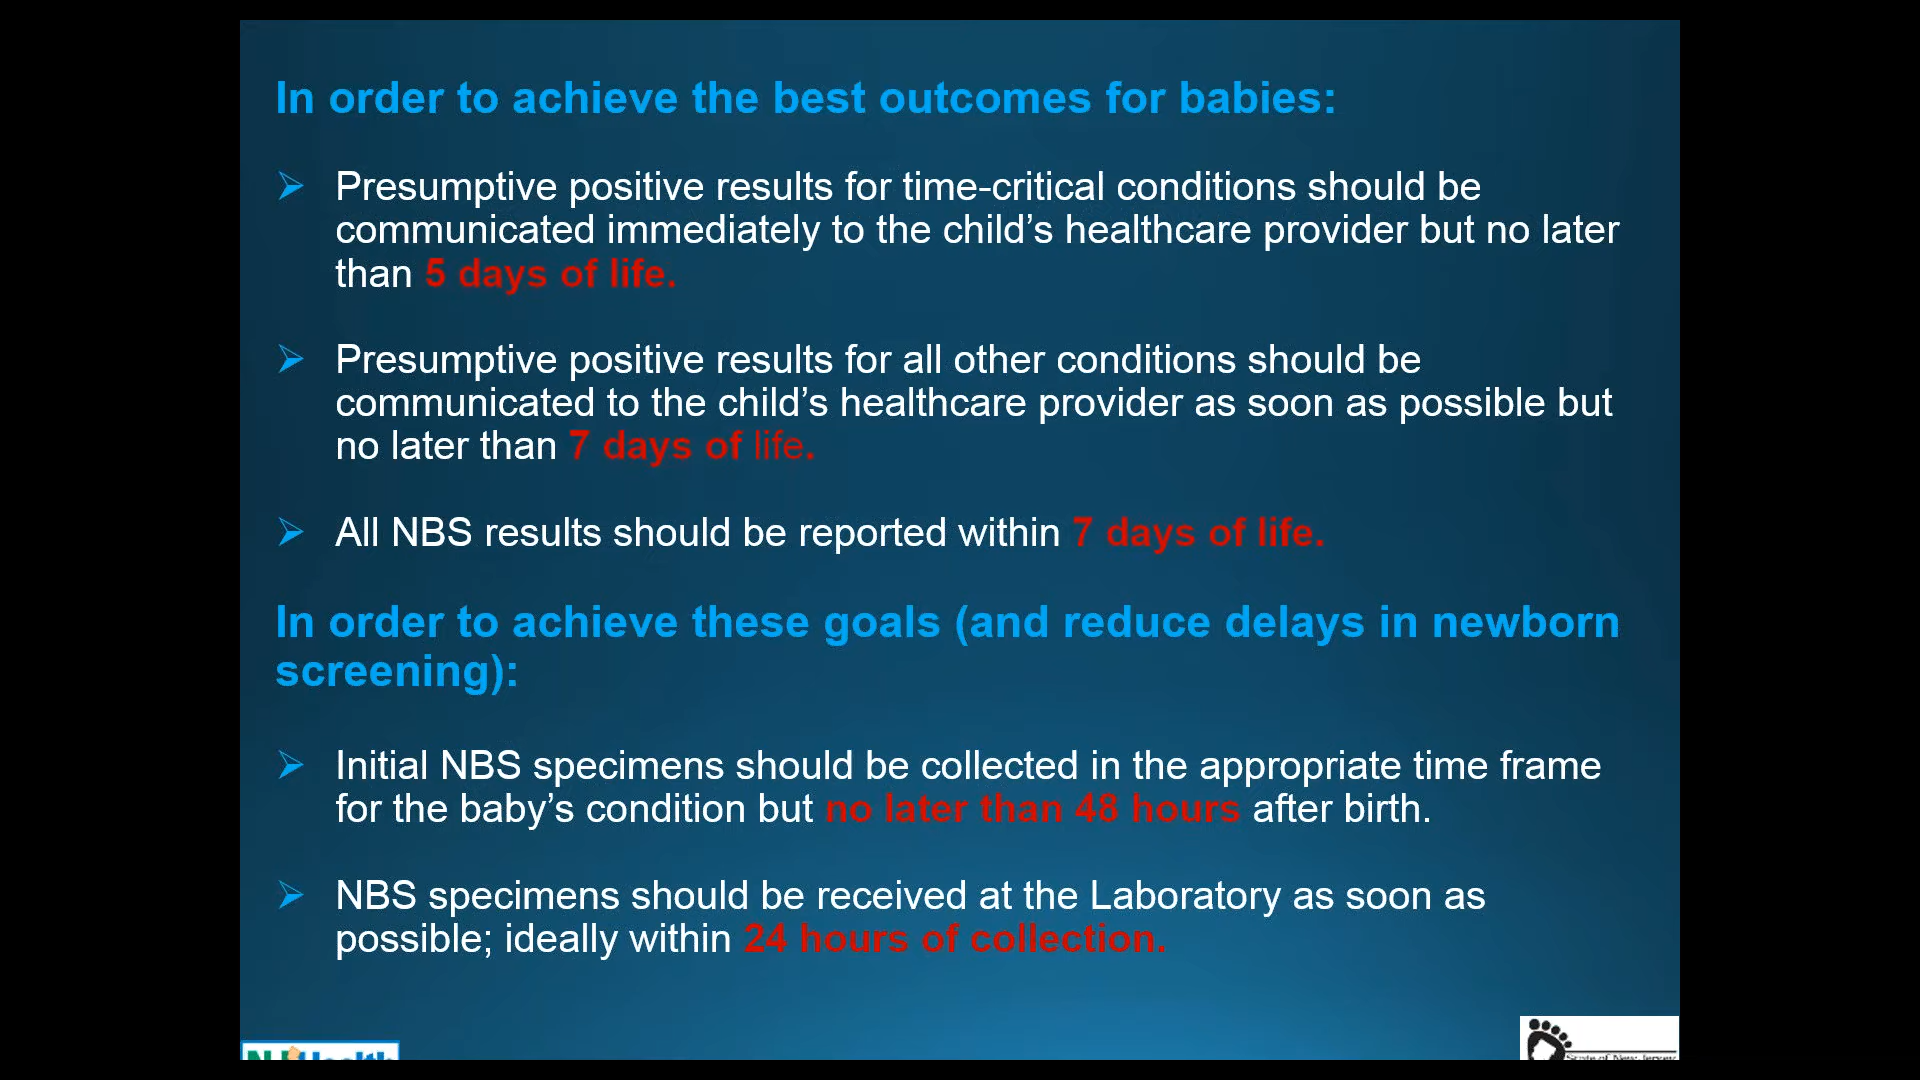 In order to achieve the best outcomes for babies:
Presumptive positive results for time-critical conditions should be
communicated immediately to the child’s healthcare provider but no later
than 5 days of life.
Presumptive positive results for all other conditions should be
communicated to the child’s healthcare provider as soon as possible but
no later than 7 days of life.
All NBS results should be reported within 7 days of life.
In order to achieve these goals (and reduce delays in newborn
screening):
Initial NBS specimens should be collected in the appropriate time frame
for the baby’s condition but no later than 48 hours after birth.
NBS specimens should be received at the Laboratory as soon as
possible; ideally within 24 hours of collection.
NJ Health
State of New Jersey